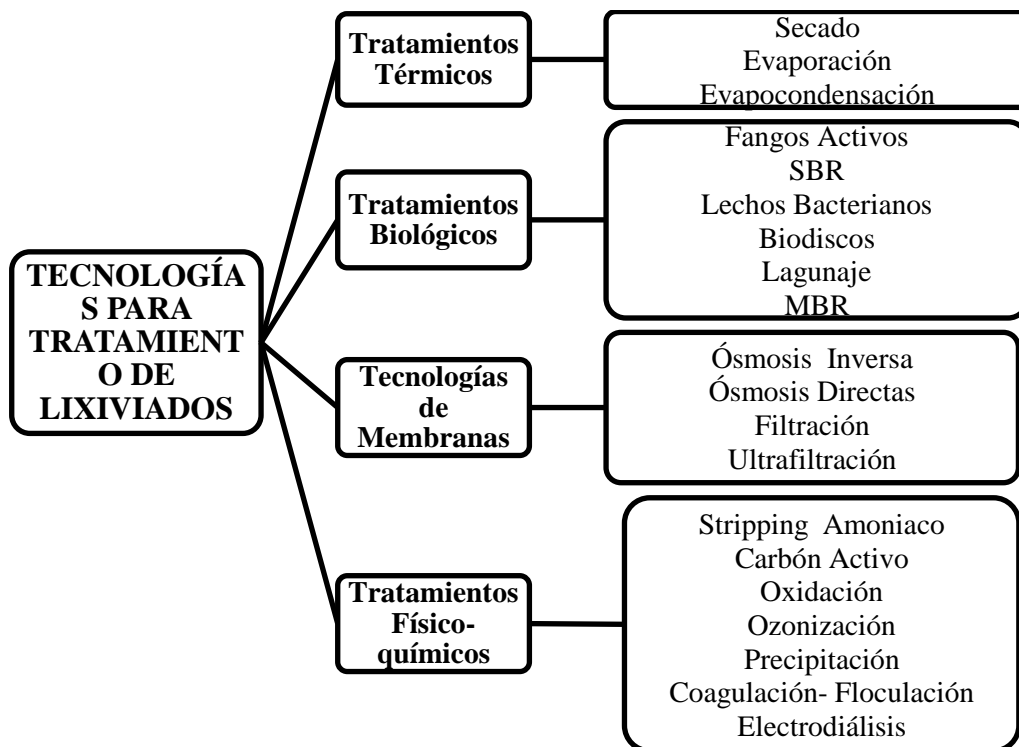 TECNOLOGÍA
S PARA
TRATAMIENT
O DE
LIXIVIADOS
Tratamientos
Térmicos
Secado
Evaporación
Evapocondensación
Tratamientos
Biológicos
Fangos Activos
SBR
Lechos Bacterianos
Biodiscos
Lagunaje
MBR
Tecnologías
de
Membranas
Ósmosis Inversa
Ósmosis Directas
Filtración
Ultrafiltración
Tratamientos
Físico-
químicos
Stripping Amoniaco
Carbón Activo
Oxidación
Ozonización
Precipitación
Coagulación- Floculación
Electrodiálisis